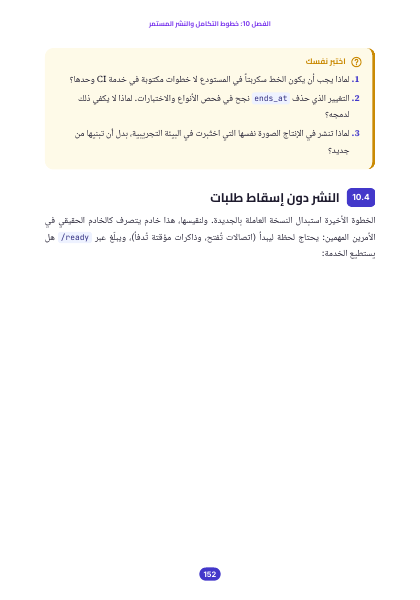 الفصل 10: خطوط التكامل والنشر المستمر
اختبر نفسك
1. لماذا يجب أن يكون الخط سكربتاً في المستودع لا خطوات مكتوبة في خدمة CI وحدها؟
2. التغيير الذي حذف ends_at نجح في فحص الأنواع والاختبارات. لماذا لا يكفي ذلك
لدمجه؟
3. لماذا تنشر في الإنتاج الصورة نفسها التي اختُبرت في البيئة التجريبية، بدل أن تبنيها من
جديد؟
10.4 النشر دون إسقاط طلبات
الخطوة الأخيرة استبدال النسخة العاملة بالجديدة. ولنقيسها، هذا خادم يتصرف كالخادم الحقيقي في
الأمرين المهمين: يحتاج لحظة ليبدأ (اتصالات تُفتح، وذاكرات مؤقتة تُدفأ)، ويبلّغ عبر /ready هل
يستطيع الخدمة:
152